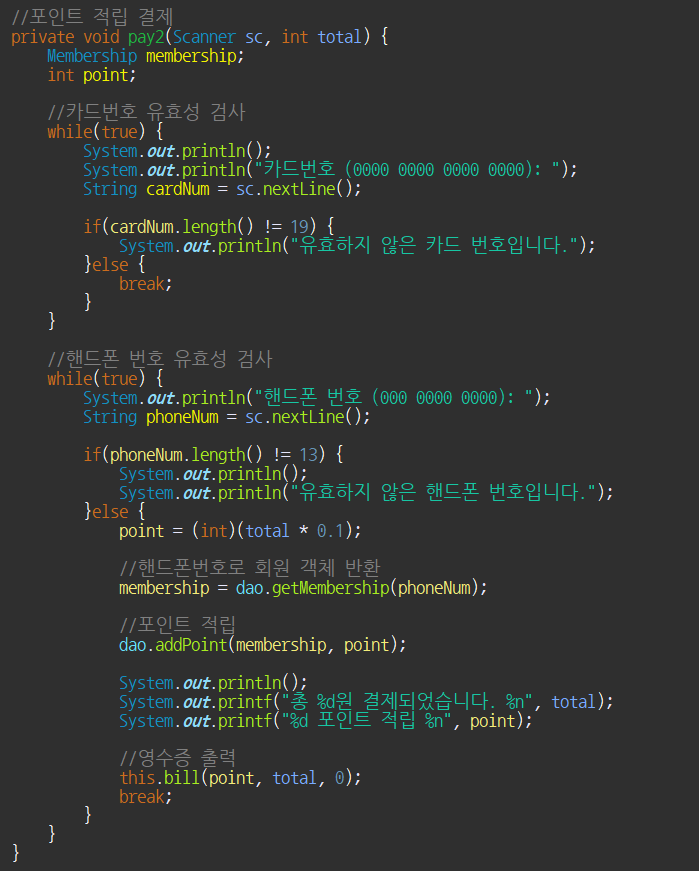 //포인트 적립 결제
private void pay2(Scanner sc, int total) {
    Membership membership;
    int point;

    //카드번호 유효성 검사
    while(true) {
        System.out.println();
        System.out.println("카드번호 (0000 0000 0000 0000): ");
        String cardNum = sc.nextLine();

        if(cardNum.length() != 19) {
            System.out.println("유효하지 않은 카드 번호입니다.");
        }else {
            break;
        }
    }

    //핸드폰 번호 유효성 검사
    while(true) {
        System.out.println("핸드폰 번호 (000 0000 0000): ");
        String phoneNum = sc.nextLine();

        if(phoneNum.length() != 13) {
            System.out.println();
            System.out.println("유효하지 않은 핸드폰 번호입니다.");
        }else {
            point = (int)(total * 0.1);

            //핸드폰번호로 회원 객체 반환
            membership = dao.getMembership(phoneNum);

            //포인트 적립
            dao.addPoint(membership, point);

            System.out.println();
            System.out.printf("총 %d원 결제되었습니다. %n", total);
            System.out.printf("%d 포인트 적립 %n", point);

            //영수증 출력
            this.bill(point, total, 0);
            break;
        }
    }
}